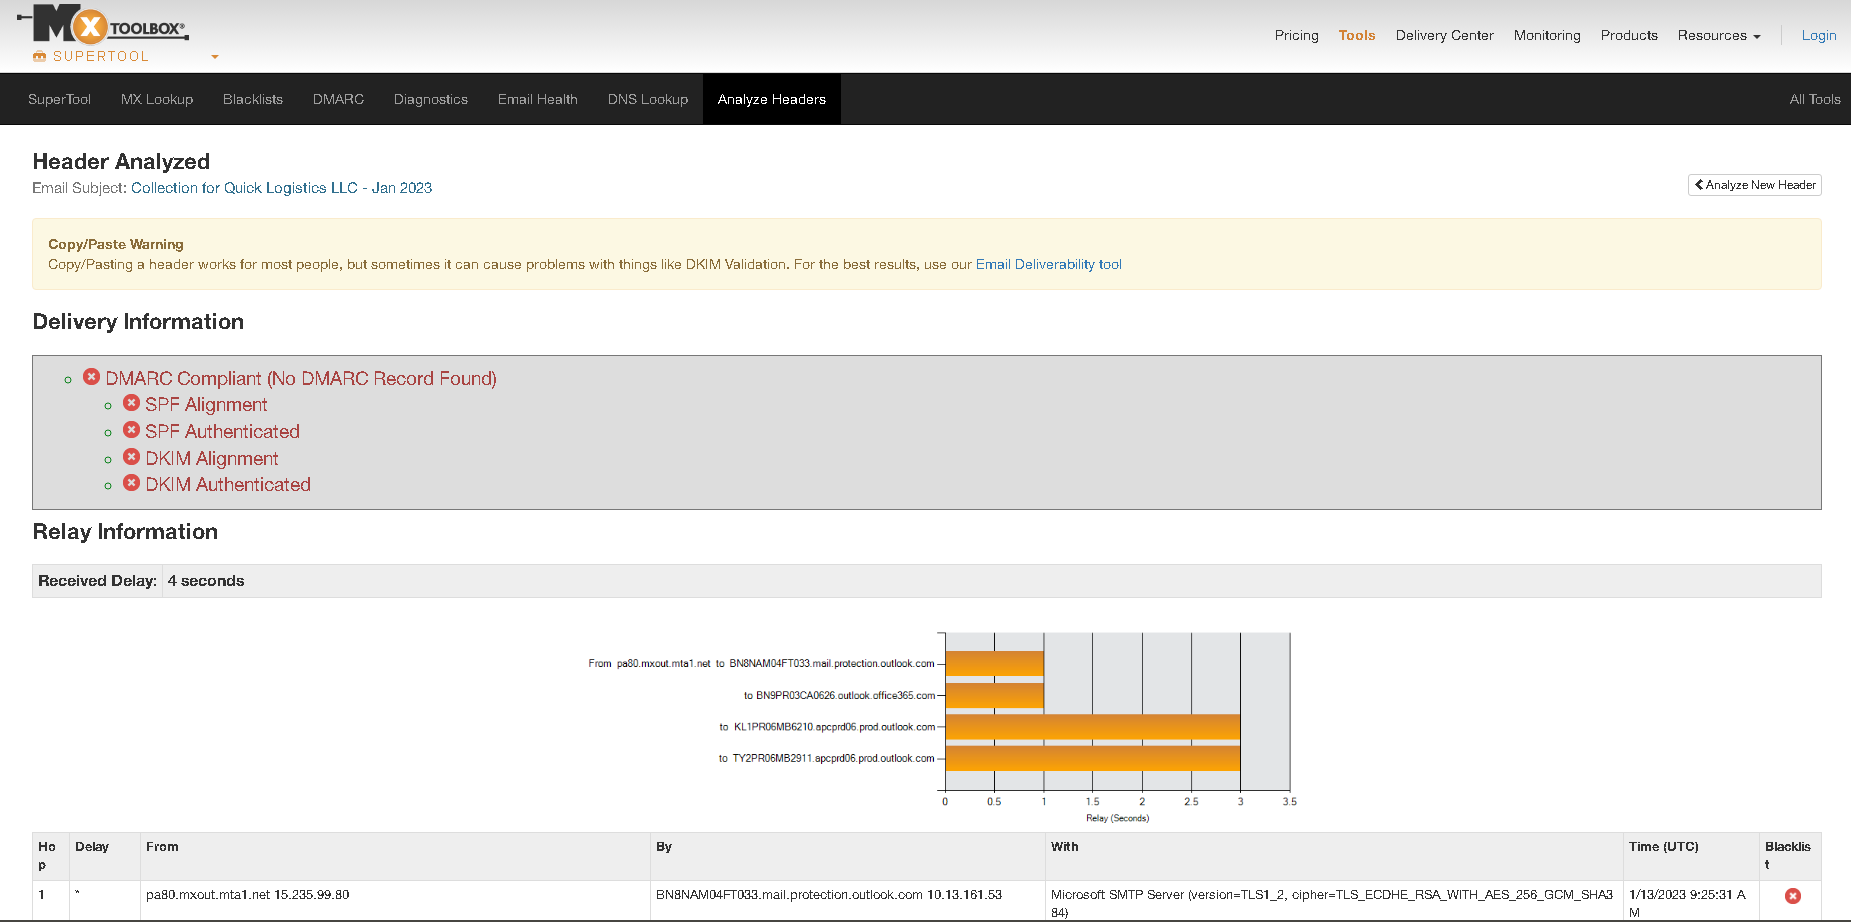 MX TOOLBOX®
SUPERTOOL
Pricing Tools Delivery Center Monitoring Products Resources Login
SuperTool MX Lookup Blacklists DMARC Diagnostics Email Health DNS Lookup Analyze Headers All Tools
Header Analyzed
Email Subject: Collection for Quick Logistics LLC - Jan 2023
Analyze New Header
Copy/Paste Warning
Copy/Pasting a header works for most people, but sometimes it can cause problems with things like DKIM Validation. For the best results, use our Email Deliverability tool
Delivery Information
DMARC Compliant (No DMARC Record Found)
SPF Alignment
SPF Authenticated
DKIM Alignment
DKIM Authenticated
Relay Information
Received Delay: 4 seconds
From pa80.mxout.mta1.net to BN8NAM04FT033.mail.protection.outlook.com
to BN9PR03CA0626.outlook.office365.com
to KL1PR06MB6210.apcprd06.prod.outlook.com
to TY2PR06MB2911.apcprd06.prod.outlook.com
0 0.5 1 1.5 2 2.5 3 3.5
Relay (Seconds)
Ho Delay From By With Time (UTC) Blacklis
p t
1 * pa80.mxout.mta1.net 15.235.99.80 BN8NAM04FT033.mail.protection.outlook.com 10.13.161.53 Microsoft SMTP Server (version=TLS1_2, cipher=TLS_ECDHE_RSA_WITH_AES_256_GCM_SHA3 1/13/2023 9:25:31 A
84) M